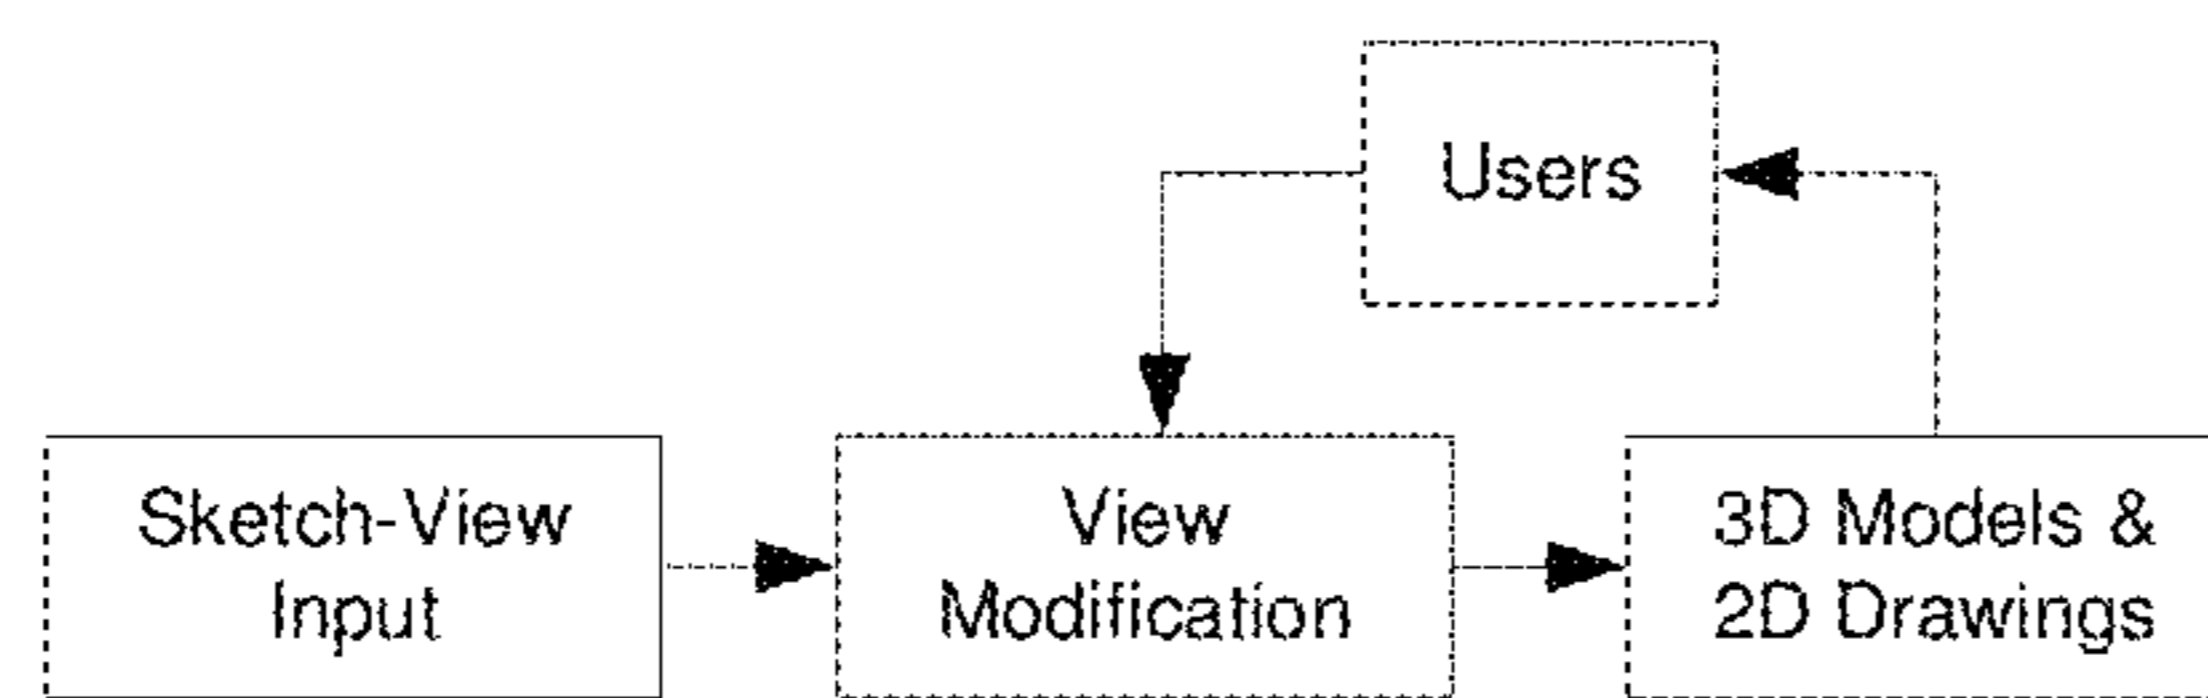 Users
Sketch-View
Input
View
Modification
3D Models &
2D Drawings